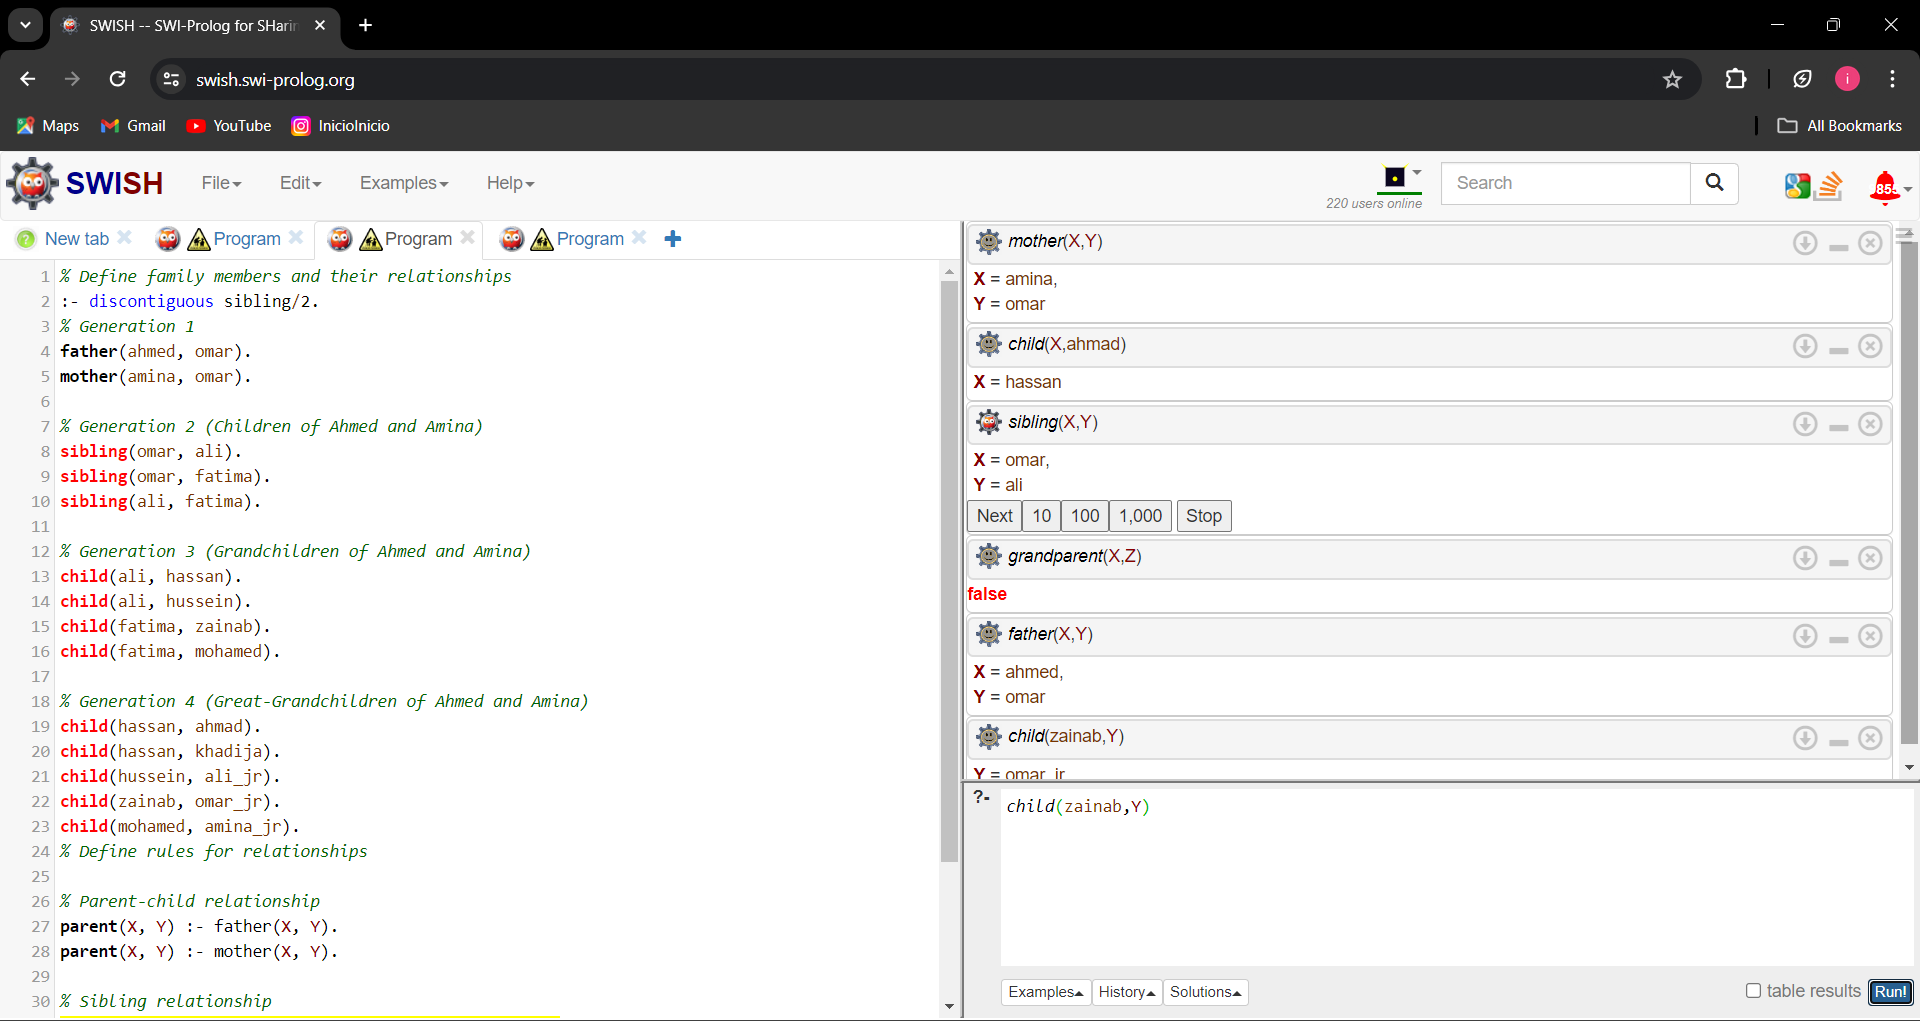 SWISH -- SWI-Prolog for SHarin
swish.swi-prolog.org
i
Maps
Gmail
YouTube
InicioInicio
All Bookmarks
SWISH
File
Edit
Examples
Help
220 users online
Search
855
? New tab
Program
Program
Program
1 % Define family members and their relationships
2 :- discontiguous sibling/2.
3 % Generation 1
4 father(ahmed, omar).
5 mother(amina, omar).
6
7 % Generation 2 (Children of Ahmed and Amina)
8 sibling(omar, ali).
9 sibling(omar, fatima).
10 sibling(ali, fatima).
11
12 % Generation 3 (Grandchildren of Ahmed and Amina)
13 child(ali, hassan).
14 child(ali, hussein).
15 child(fatima, zainab).
16 child(fatima, mohamed).
17
18 % Generation 4 (Great-Grandchildren of Ahmed and Amina)
19 child(hassan, ahmad).
20 child(hassan, khadija).
21 child(hussein, ali_jr).
22 child(zainab, omar_jr).
23 child(mohamed, amina_jr).
24 % Define rules for relationships
25
26 % Parent-child relationship
27 parent(X, Y) :- father(X, Y).
28 parent(X, Y) :- mother(X, Y).
29
30 % Sibling relationship
mother(X,Y)
X = amina,
Y = omar
child(X,ahmad)
X = hassan
sibling(X,Y)
X = omar,
Y = ali
Next 10 100 1,000 Stop
grandparent(X,Z)
false
father(X,Y)
X = ahmed,
Y = omar
child(zainab,Y)
Y = omar_jr
?- child(zainab,Y)
Examples History Solutions
table results Run!